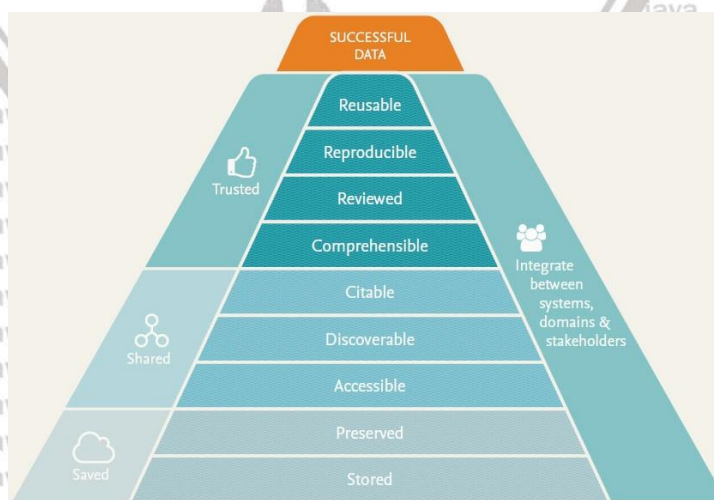 SUCCESSFUL
DATA
Reusable
Reproducible
Reviewed
Comprehensible
Citable
Discoverable
Accessible
Preserved
Stored
Trusted
Shared
Saved
Integrate
between
systems,
domains &
stakeholders